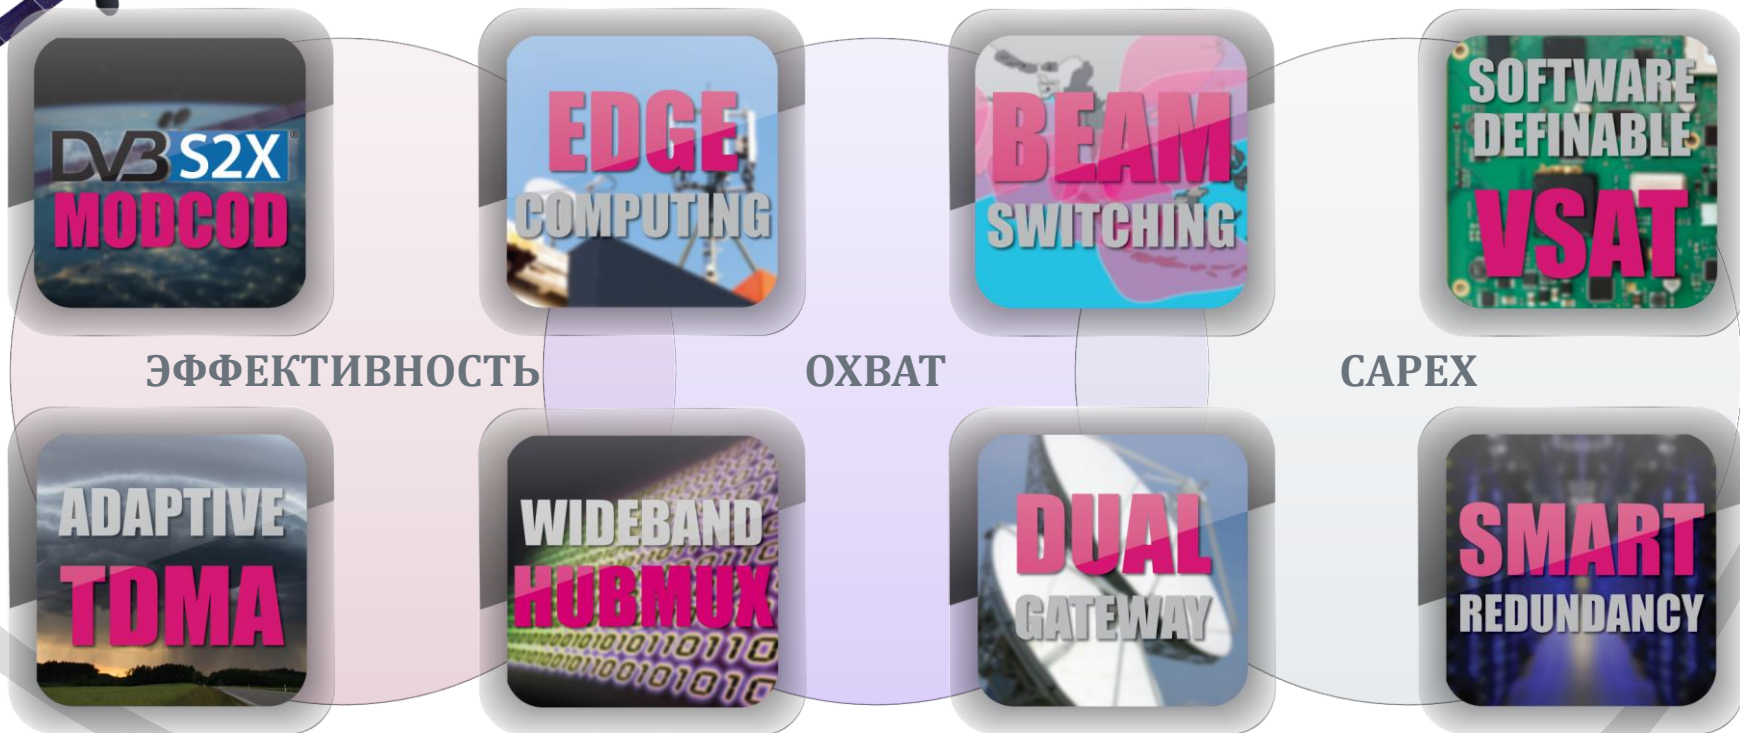 DVB S2X
MODCOD
EDGE
COMPUTING
BEAM
SWITCHING
SOFTWARE
DEFINABLE
VSAT
ЭФФЕКТИВНОСТЬ
ОХВАТ
CAPEX
ADAPTIVE
TDMA
WIDEBAND
HUBMUX
DUAL
GATEWAY
SMART
REDUNDANCY